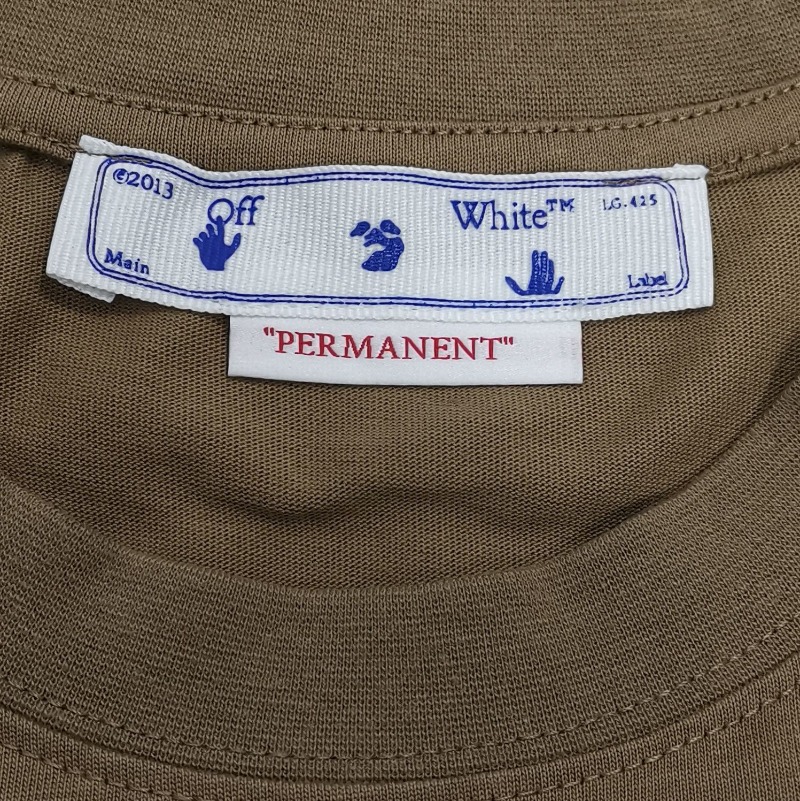 ©2013 Off White™ LG.425
Main Label
"PERMANENT"